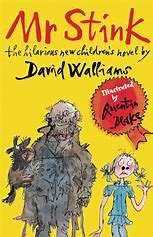 Mr Stink
the hilarious new children's novel by
David Walliams
Illustrated
by
Quentin
Blake